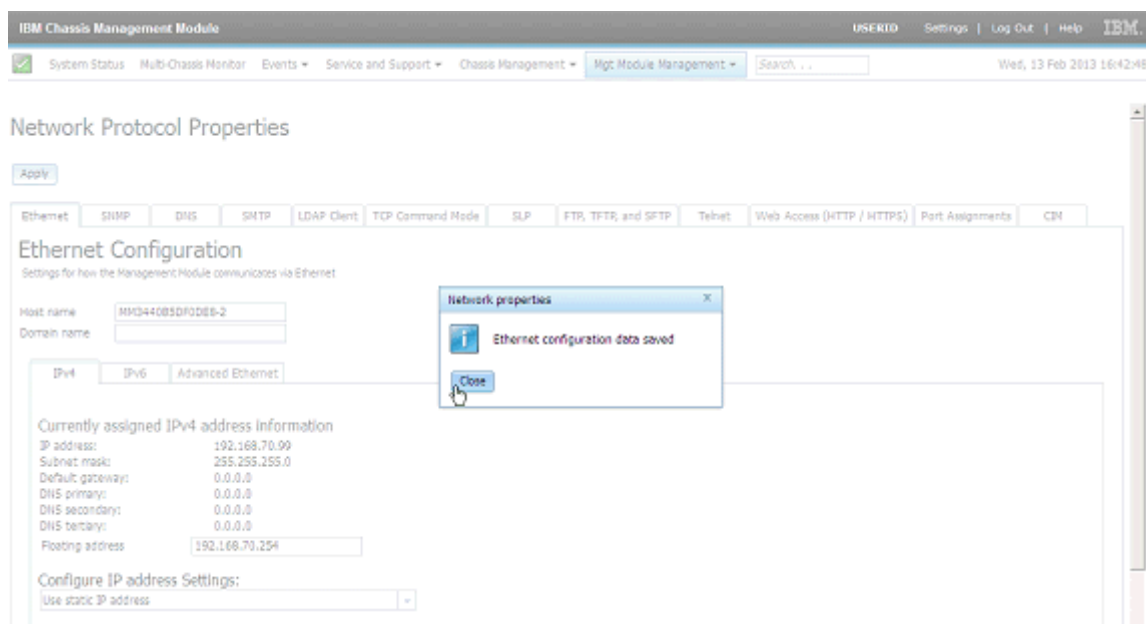 IBM Chassis Management Module USERID Settings | Log Out | Help IBM.
System Status Multi-Chassis Monitor Events Service and Support Chassis Management Mgt Module Management Search . . . Wed, 13 Feb 2013 16:42:48
Network Protocol Properties
Apply
Ethernet SNMP DNS SMTP LDAP Client TCP Command Mode SLP FTP, TFTP, and SFTP Telnet Web Access (HTTP / HTTPS) Port Assignments CIM
Ethernet Configuration
Settings for how the Management Module communicates via Ethernet
Network properties X
Host name
Ethernet configuration data saved
Domain name
IPv4 IPv6 Advanced Ethernet
Close
Currently assigned IPv4 address information
IP address: 192.168.70.99
Subnet mask: 255.255.255.0
Default gateway: 0.0.0.0
DNS primary: 0.0.0.0
DNS secondary: 0.0.0.0
DNS tertiary: 0.0.0.0
Floating address 192.168.70.254
Configure IP address Settings:
Use static IP address